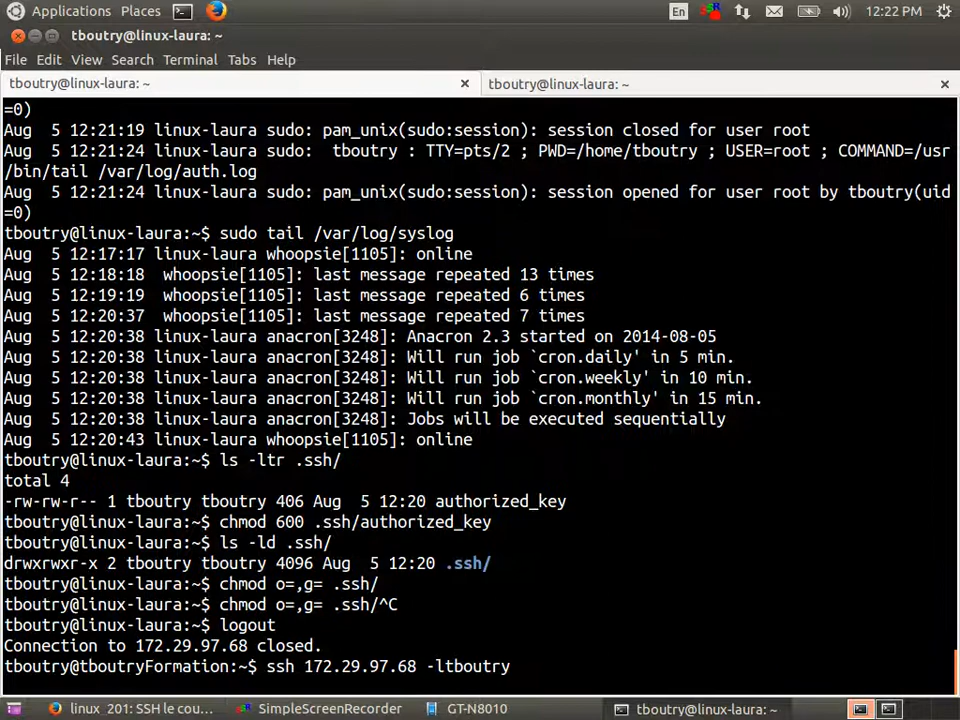 Applications Places En 12:22 PM
tboutry@linux-laura: ~
File Edit View Search Terminal Tabs Help
tboutry@linux-laura: ~ × tboutry@linux-laura: ~ ×
=0)
Aug  5 12:21:19 linux-laura sudo: pam_unix(sudo:session): session closed for user root
Aug  5 12:21:24 linux-laura sudo:  tboutry : TTY=pts/2 ; PWD=/home/tboutry ; USER=root ; COMMAND=/usr
/bin/tail /var/log/auth.log
Aug  5 12:21:24 linux-laura sudo: pam_unix(sudo:session): session opened for user root by tboutry(uid
=0)
tboutry@linux-laura:~$ sudo tail /var/log/syslog
Aug  5 12:17:17 linux-laura whoopsie[1105]: online
Aug  5 12:18:18  whoopsie[1105]: last message repeated 13 times
Aug  5 12:19:19  whoopsie[1105]: last message repeated 6 times
Aug  5 12:20:37  whoopsie[1105]: last message repeated 7 times
Aug  5 12:20:38 linux-laura anacron[3248]: Anacron 2.3 started on 2014-08-05
Aug  5 12:20:38 linux-laura anacron[3248]: Will run job `cron.daily' in 5 min.
Aug  5 12:20:38 linux-laura anacron[3248]: Will run job `cron.weekly' in 10 min.
Aug  5 12:20:38 linux-laura anacron[3248]: Will run job `cron.monthly' in 15 min.
Aug  5 12:20:38 linux-laura anacron[3248]: Jobs will be executed sequentially
Aug  5 12:20:43 linux-laura whoopsie[1105]: online
tboutry@linux-laura:~$ ls -ltr .ssh/
total 4
-rw-rw-r-- 1 tboutry tboutry 406 Aug  5 12:20 authorized_key
tboutry@linux-laura:~$ chmod 600 .ssh/authorized_key
tboutry@linux-laura:~$ ls -ld .ssh/
drwxrwxr-x 2 tboutry tboutry 4096 Aug  5 12:20 .ssh/
tboutry@linux-laura:~$ chmod o=,g= .ssh/
tboutry@linux-laura:~$ chmod o=,g= .ssh/^C
tboutry@linux-laura:~$ logout
Connection to 172.29.97.68 closed.
tboutry@tboutryFormation:~$ ssh 172.29.97.68 -ltboutry
linux_201: SSH le cou... SimpleScreenRecorder GT-N8010 tboutry@linux-laura: ~